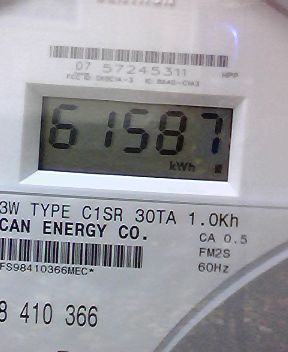 07 57245311
HPP
61587
kWh
3W TYPE C1SR 30TA 1.0Kh
CAN ENERGY CO.
CA 0.5
FM2S
60Hz
FS98410366MEC*
8 410 366